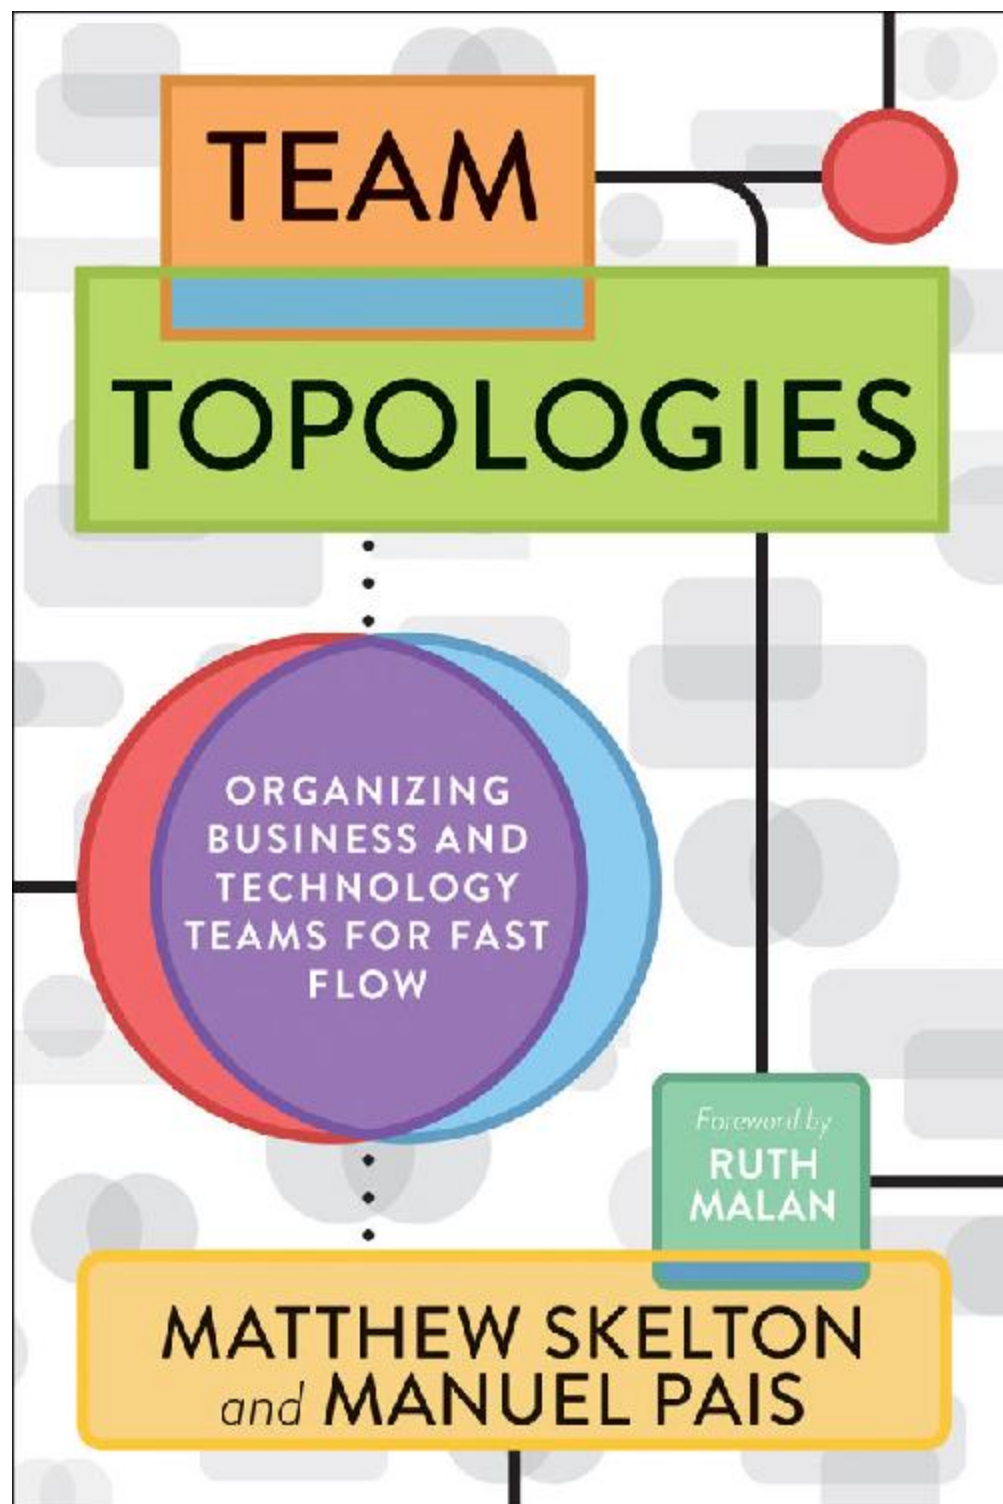 TEAM
TOPOLOGIES
ORGANIZING
BUSINESS AND
TECHNOLOGY
TEAMS FOR FAST
FLOW
Foreword by
RUTH
MALAN
MATTHEW SKELTON
and MANUEL PAIS